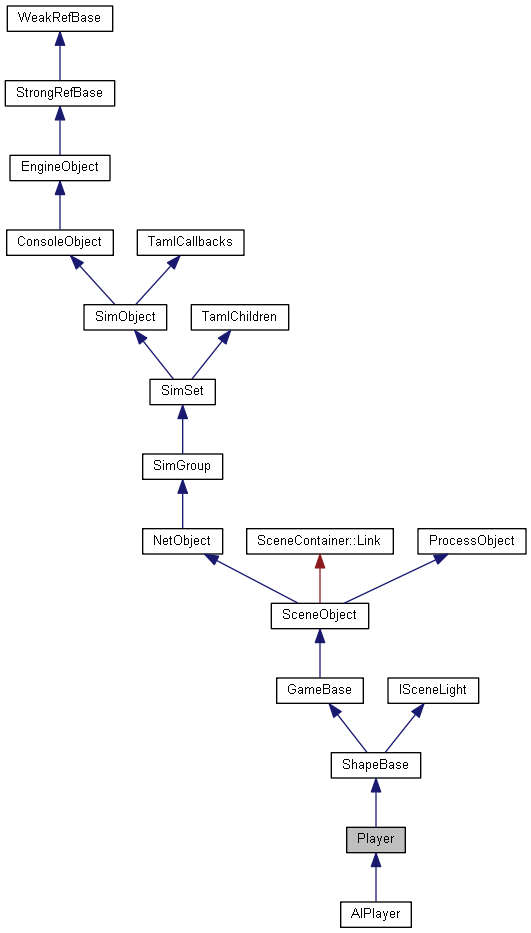 WeakRefBase
StrongRefBase
EngineObject
ConsoleObject
TamlCallbacks
SimObject
TamlChildren
SimSet
SimGroup
NetObject
SceneContainer::Link
ProcessObject
SceneObject
GameBase
ISceneLight
ShapeBase
Player
AIPlayer